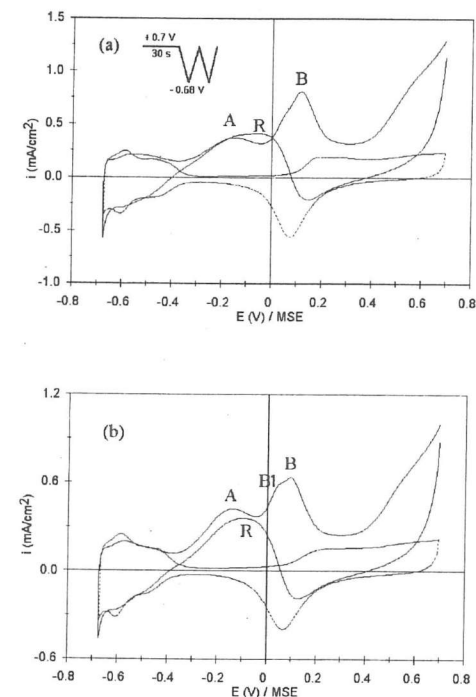 (a)
+ 0.7 V
30 s
- 0.68 V
A
R
B
1.5
1.0
0.5
0.0
-0.5
-1.0
i (mA/cm²)
-0.8 -0.6 -0.4 -0.2 0 0.2 0.4 0.6 0.8
E (V) / MSE
(b)
A
R
B1
B
1.2
0.6
0.0
-0.6
i (mA/cm²)
-0.8 -0.6 -0.4 -0.2 0 0.2 0.4 0.6 0.8
E (V) / MSE